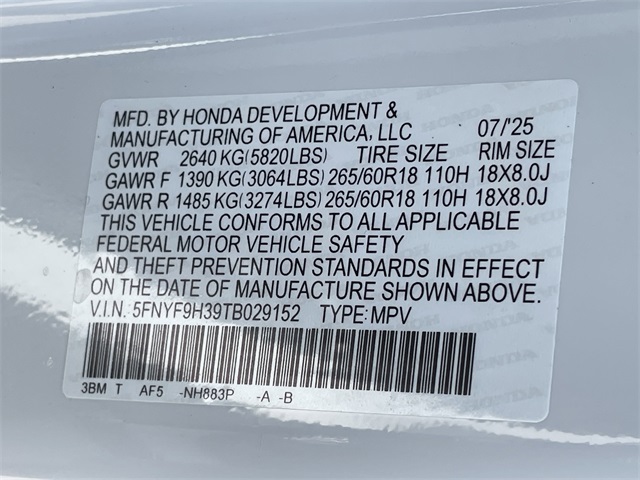 MFD. BY HONDA DEVELOPMENT &
MANUFACTURING OF AMERICA, LLC 07/'25
GVWR 2640 KG(5820LBS) TIRE SIZE RIM SIZE
GAWR F 1390 KG(3064LBS) 265/60R18 110H 18X8.0J
GAWR R 1485 KG(3274LBS) 265/60R18 110H 18X8.0J
THIS VEHICLE CONFORMS TO ALL APPLICABLE
FEDERAL MOTOR VEHICLE SAFETY
AND THEFT PREVENTION STANDARDS IN EFFECT
ON THE DATE OF MANUFACTURE SHOWN ABOVE.
V.I.N. 5FNYF9H39TB029152 TYPE: MPV
3BM T AF5 -NH883P -A -B